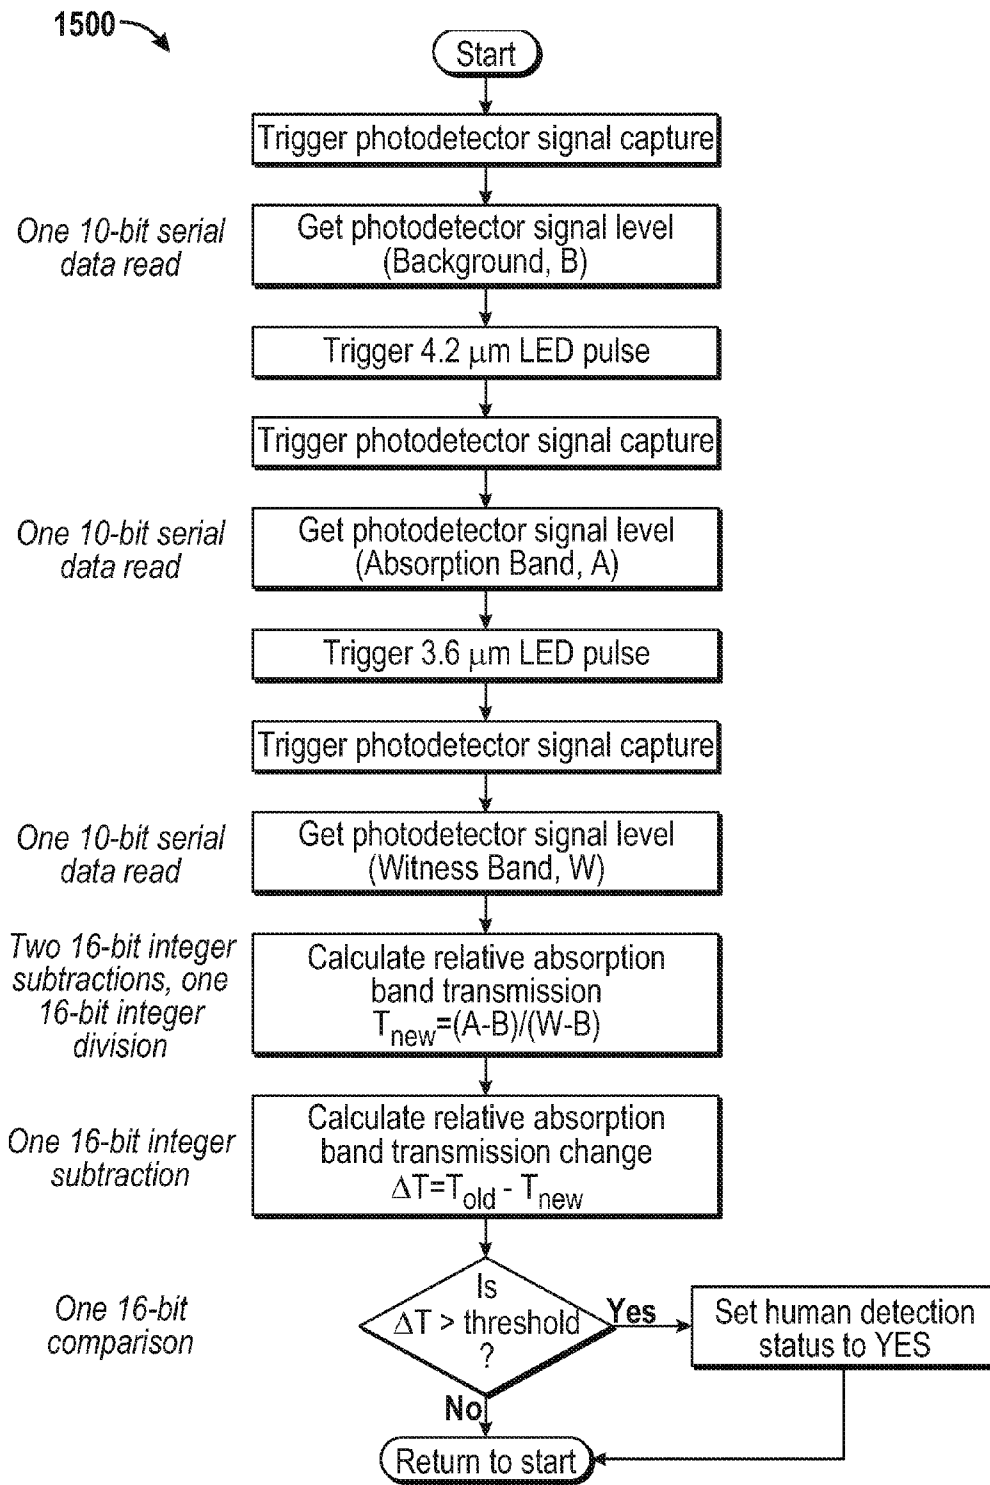 1500
Start
Trigger photodetector signal capture
One 10-bit serial
data read
Get photodetector signal level
(Background, B)
Trigger 4.2 μm LED pulse
Trigger photodetector signal capture
One 10-bit serial
data read
Get photodetector signal level
(Absorption Band, A)
Trigger 3.6 μm LED pulse
Trigger photodetector signal capture
One 10-bit serial
data read
Get photodetector signal level
(Witness Band, W)
Two 16-bit integer
subtractions, one
16-bit integer
division
Calculate relative absorption
band transmission
Tnew=(A-B)/(W-B)
One 16-bit integer
subtraction
Calculate relative absorption
band transmission change
ΔT=Told - Tnew
One 16-bit
comparison
Is
ΔT > threshold
?
Yes
Set human detection
status to YES
No
Return to start